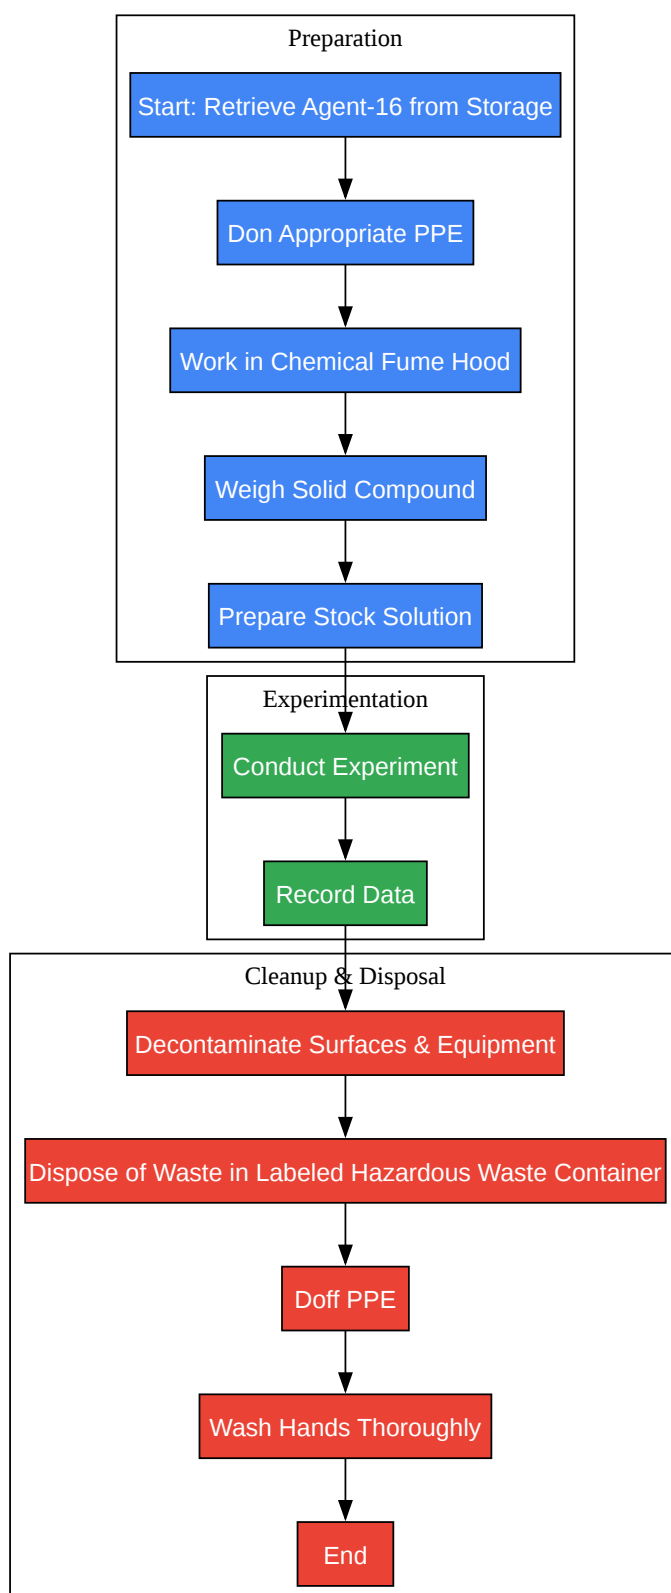 Preparation
Start: Retrieve Agent-16 from Storage
Don Appropriate PPE
Work in Chemical Fume Hood
Weigh Solid Compound
Prepare Stock Solution
Experimentation
Conduct Experiment
Record Data
Cleanup & Disposal
Decontaminate Surfaces & Equipment
Dispose of Waste in Labeled Hazardous Waste Container
Doff PPE
Wash Hands Thoroughly
End